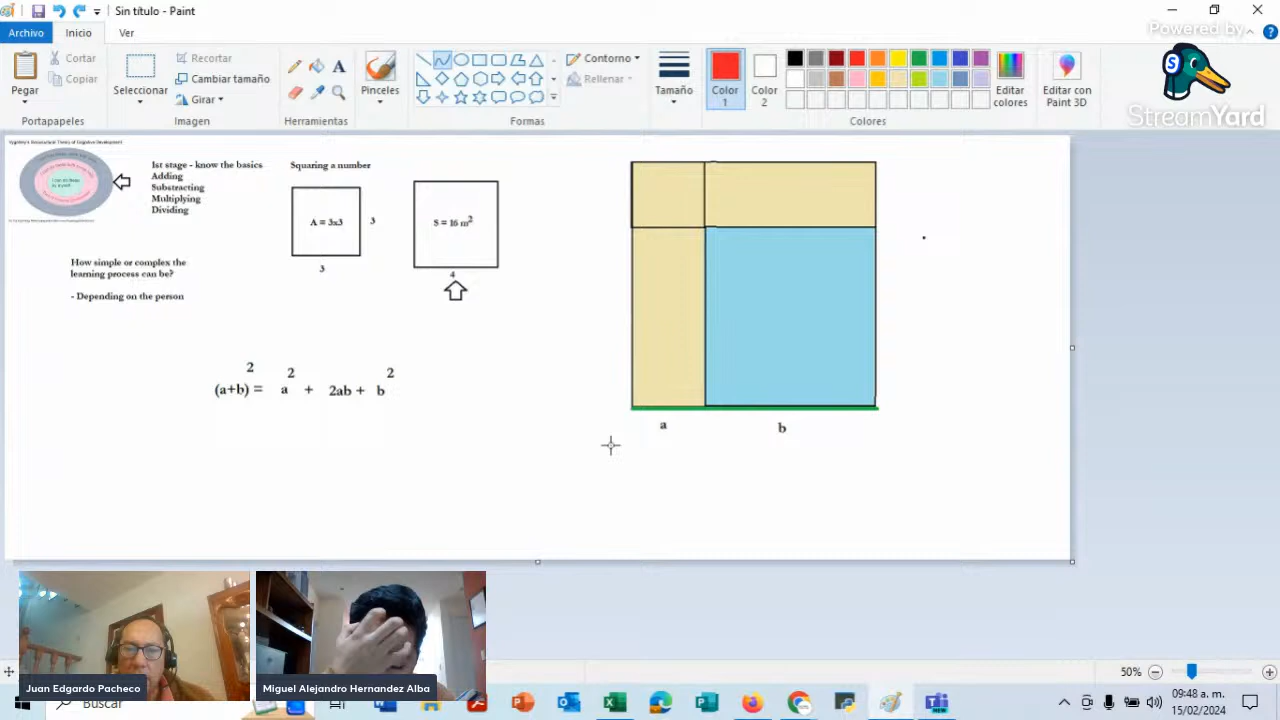 Sin título - Paint
Archivo
Inicio
Ver
Powered by
StreamYard
Pegar
Cortar
Copiar
Portapapeles
Seleccionar
Recortar
Cambiar tamaño
Girar
Imagen
A
Herramientas
Pinceles
Contorno
Rellenar
Formas
Tamaño
Color
1
Color
2
Editar
colores
Editar con
Paint 3D
Colores
1st stage - know the basics
Adding
Substracting
Multiplying
Dividing
Squaring a number
A = 3x3
3
3
S = 16 m2
4
How simple or complex the
learning process can be?
- Depending on the person
(a+b)2 = a2 + 2ab + b2
a
b
Juan Edgardo Pacheco
Miguel Alejandro Hernandez Alba
50%
Buscar
NEW
09:48 a. m.
15/02/2024